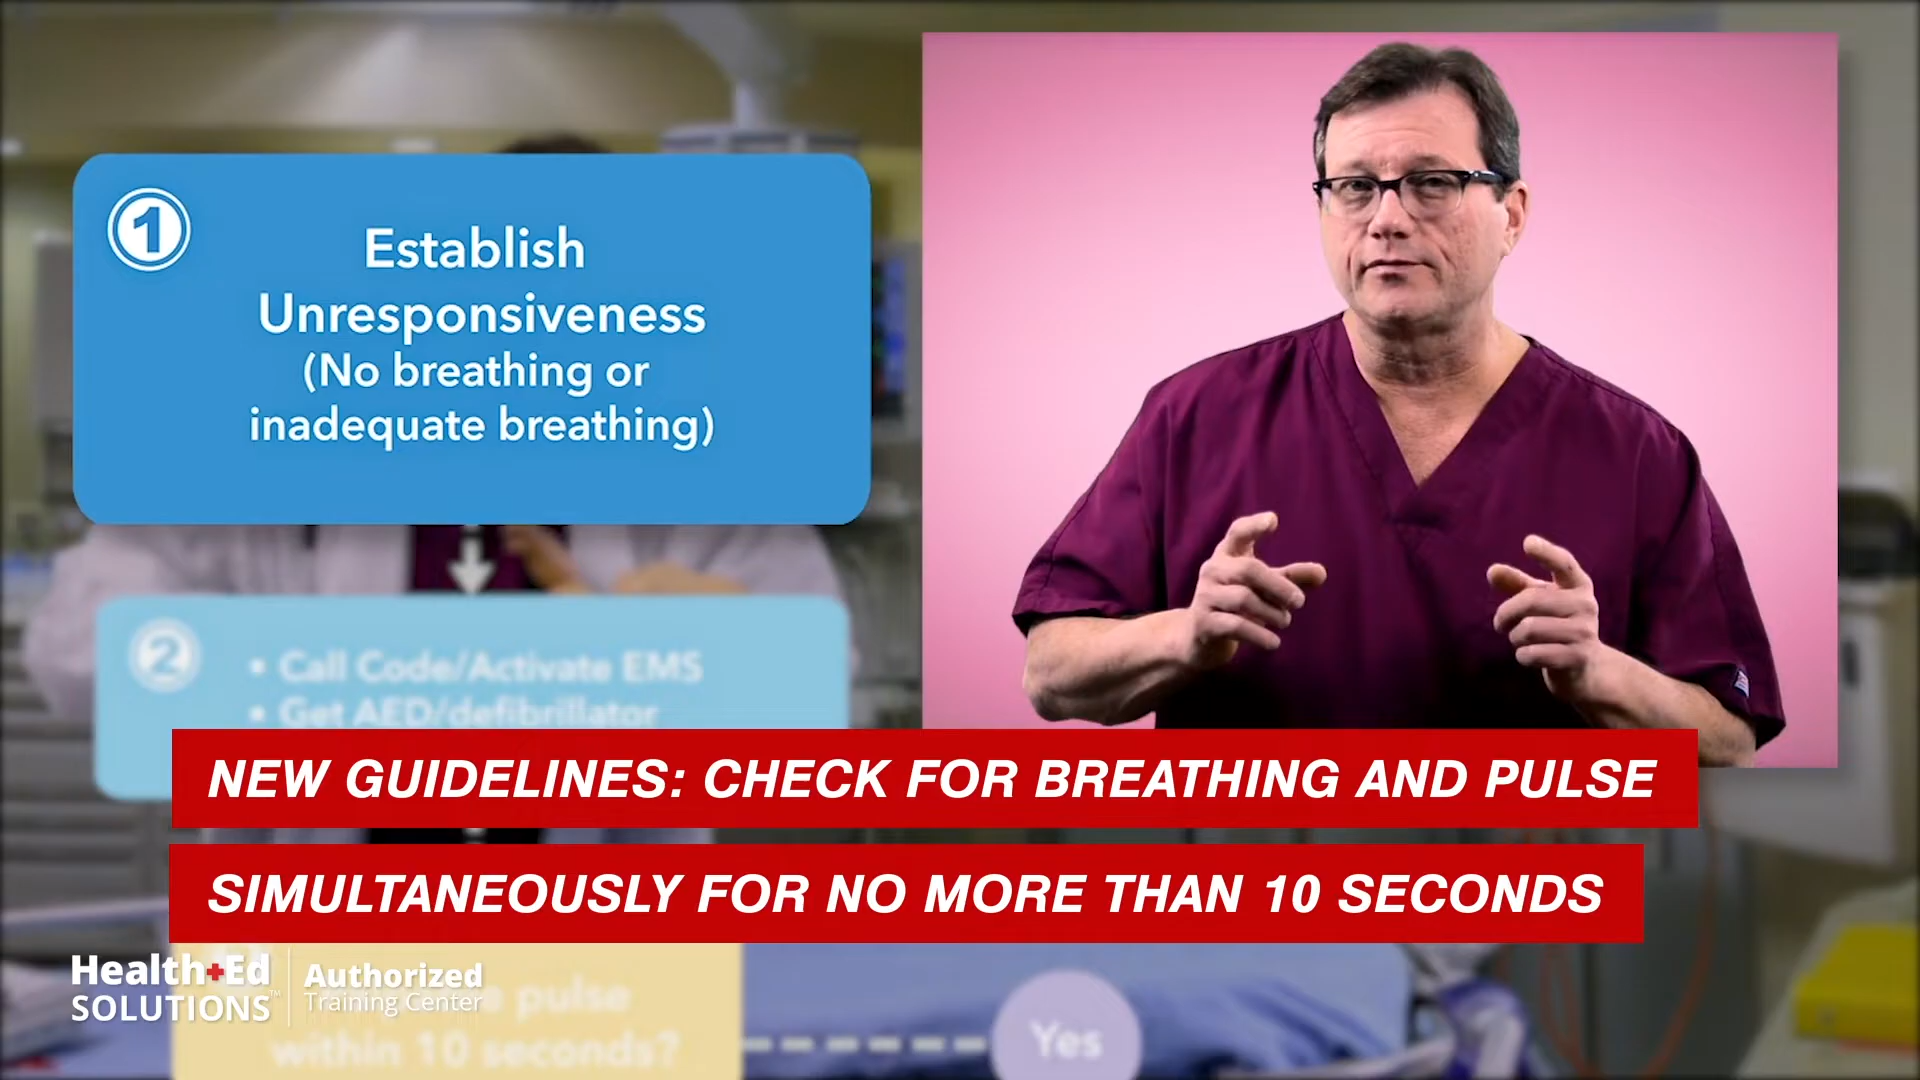 1
Establish
Unresponsiveness
(No breathing or
inadequate breathing)
2
• Call Code/Activate EMS
• Get AED/defibrillator
NEW GUIDELINES: CHECK FOR BREATHING AND PULSE
SIMULTANEOUSLY FOR NO MORE THAN 10 SECONDS
Health+Ed
SOLUTIONS™
Authorized
Training Center
pulse
within 10 seconds?
Yes